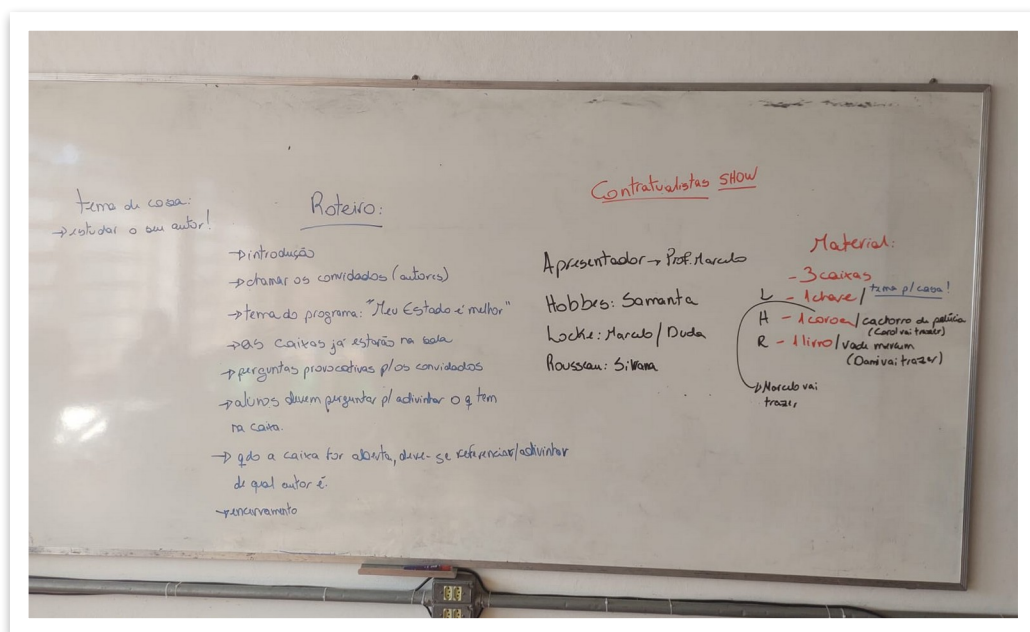 tema de casa:
→ estudar o seu autor!
Roteiro:
→ introdução
→ chamar os convidados (autores)
→ tema do programa: "Meu Estado é melhor"
→ as caixas já estarão na sala
→ perguntas provocativas p/os convidados
→ alunos devem perguntar p/ adivinhar o q tem
na caixa.
→ qdo a caixa for aberta, deve-se referenciar/adivinhar
de qual autor é.
→ encerramento
Contratualistas SHOW
Apresentador → Prof. Marcelo
Hobbes: Samanta
Locke: Marcelo / Duda
Rousseau: Silvana
Material:
- 3 caixas
L - 1 chave / tema p/ casa!
H - 1 coroa / cachorro de pelúcia
(Carol vai trazer)
R - 1 livro / vade mecum
(Dani vai trazer)
→ Marcelo vai
trazer